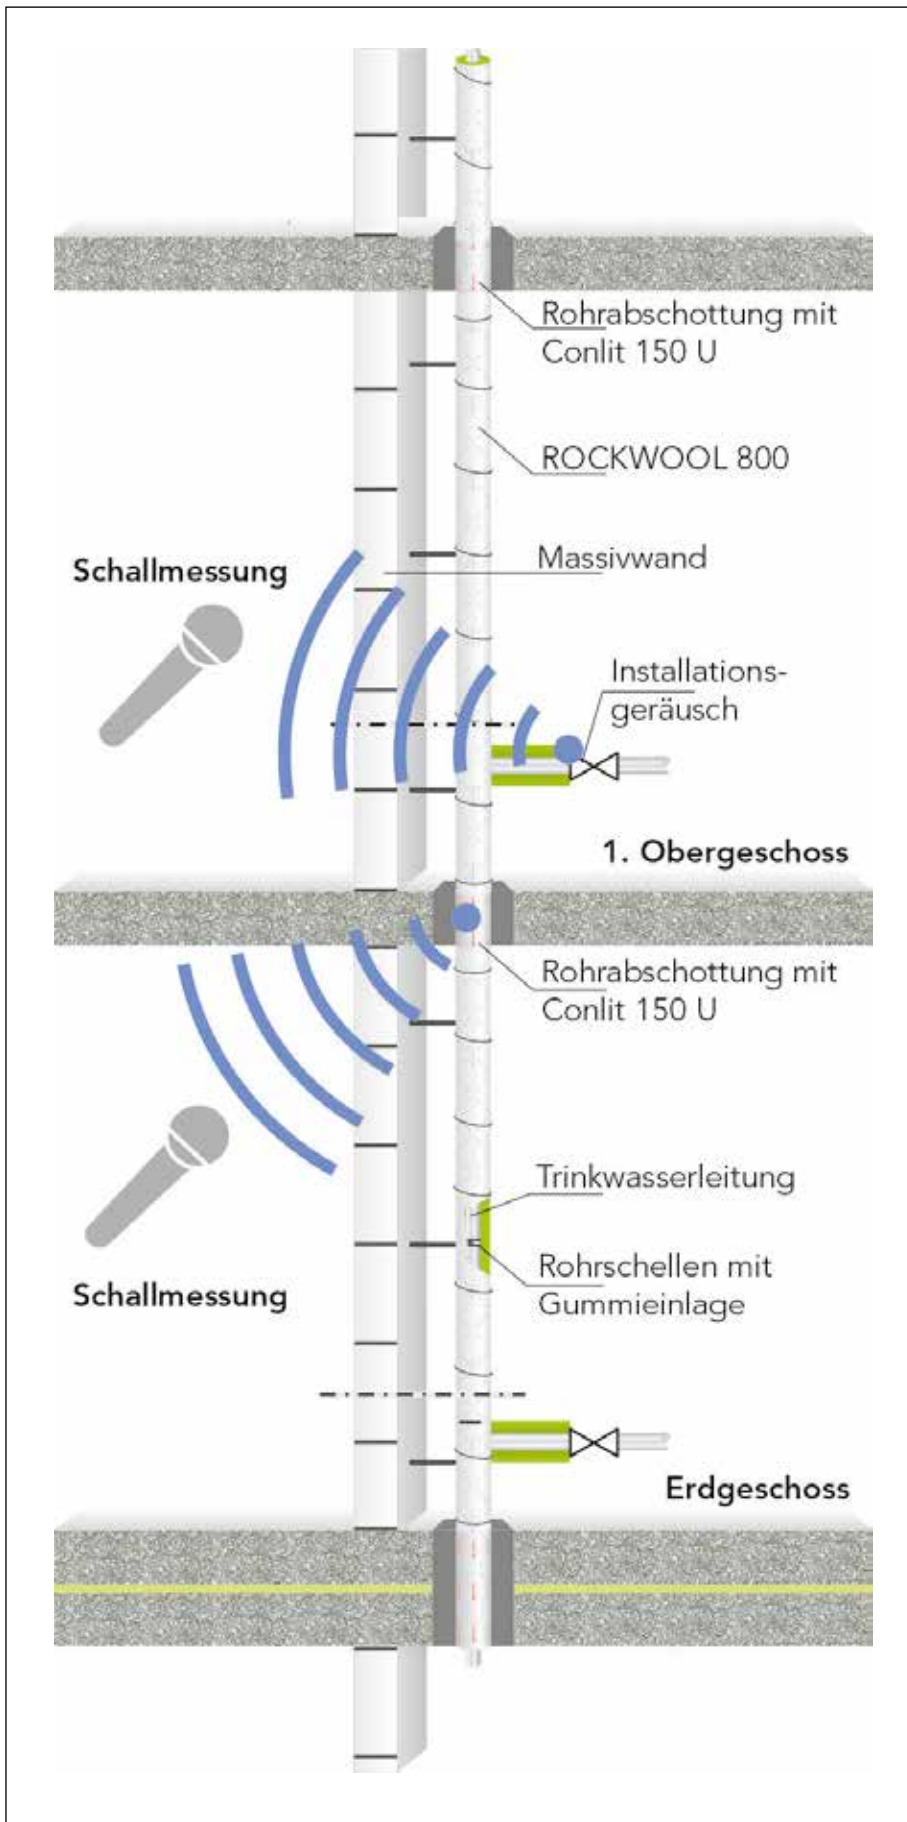 Rohrabschottung mit
Conlit 150 U
ROCKWOOL 800
Massivwand
Schallmessung
Installations-
geräusch
1. Obergeschoss
Rohrabschottung mit
Conlit 150 U
Trinkwasserleitung
Rohrschellen mit
Gummieinlage
Schallmessung
Erdgeschoss